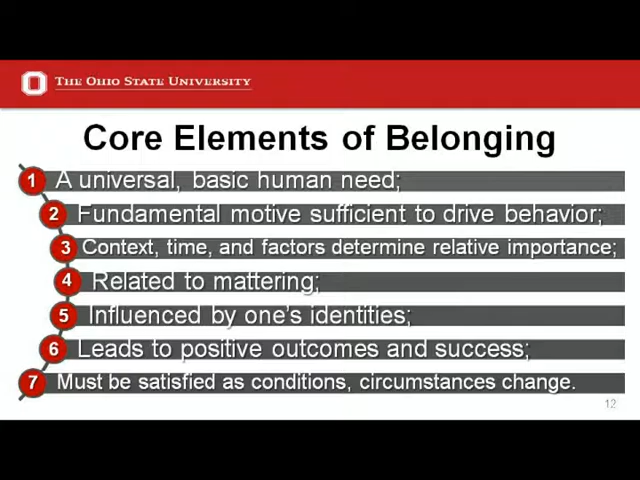 THE OHIO STATE UNIVERSITY
Core Elements of Belonging
1 A universal, basic human need;
2 Fundamental motive sufficient to drive behavior;
3 Context, time, and factors determine relative importance;
4 Related to mattering;
5 Influenced by one's identities;
6 Leads to positive outcomes and success;
7 Must be satisfied as conditions, circumstances change.
12